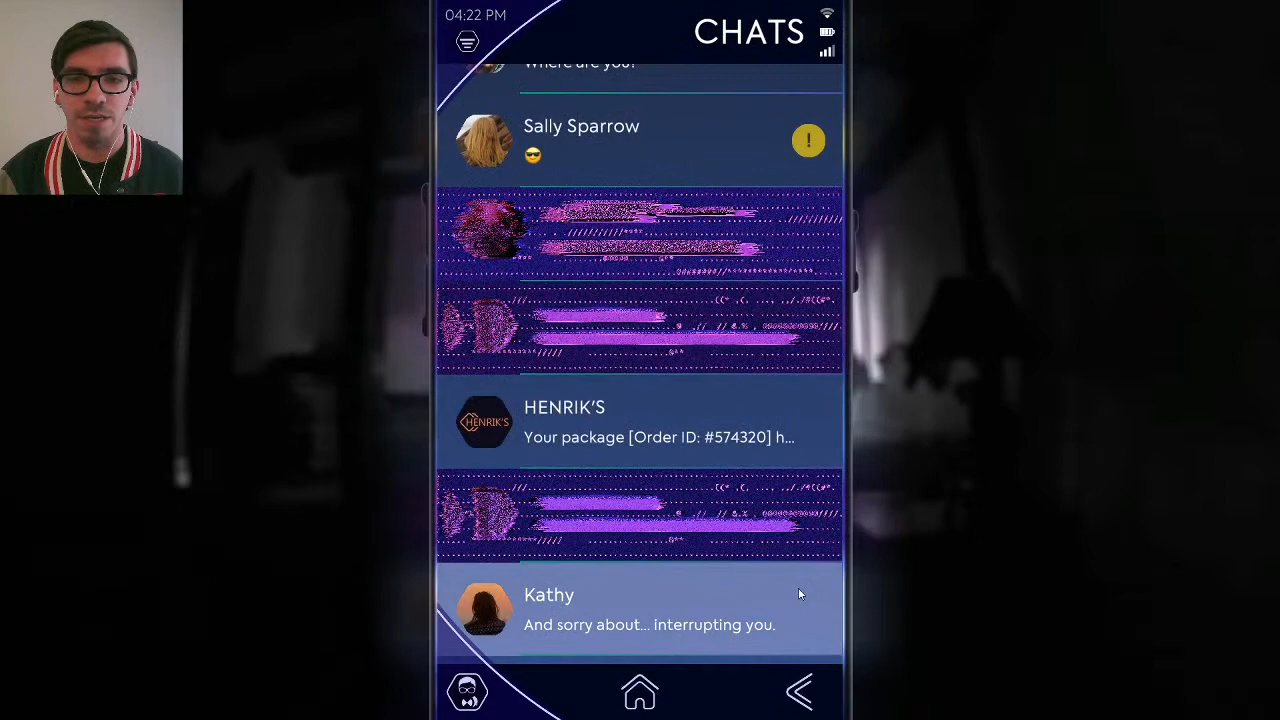 04:22 PM
CHATS
Where are you?
Sally Sparrow
!
HENRIK'S
HENRIK'S
Your package [Order ID: #574320] h...
Kathy
And sorry about... interrupting you.